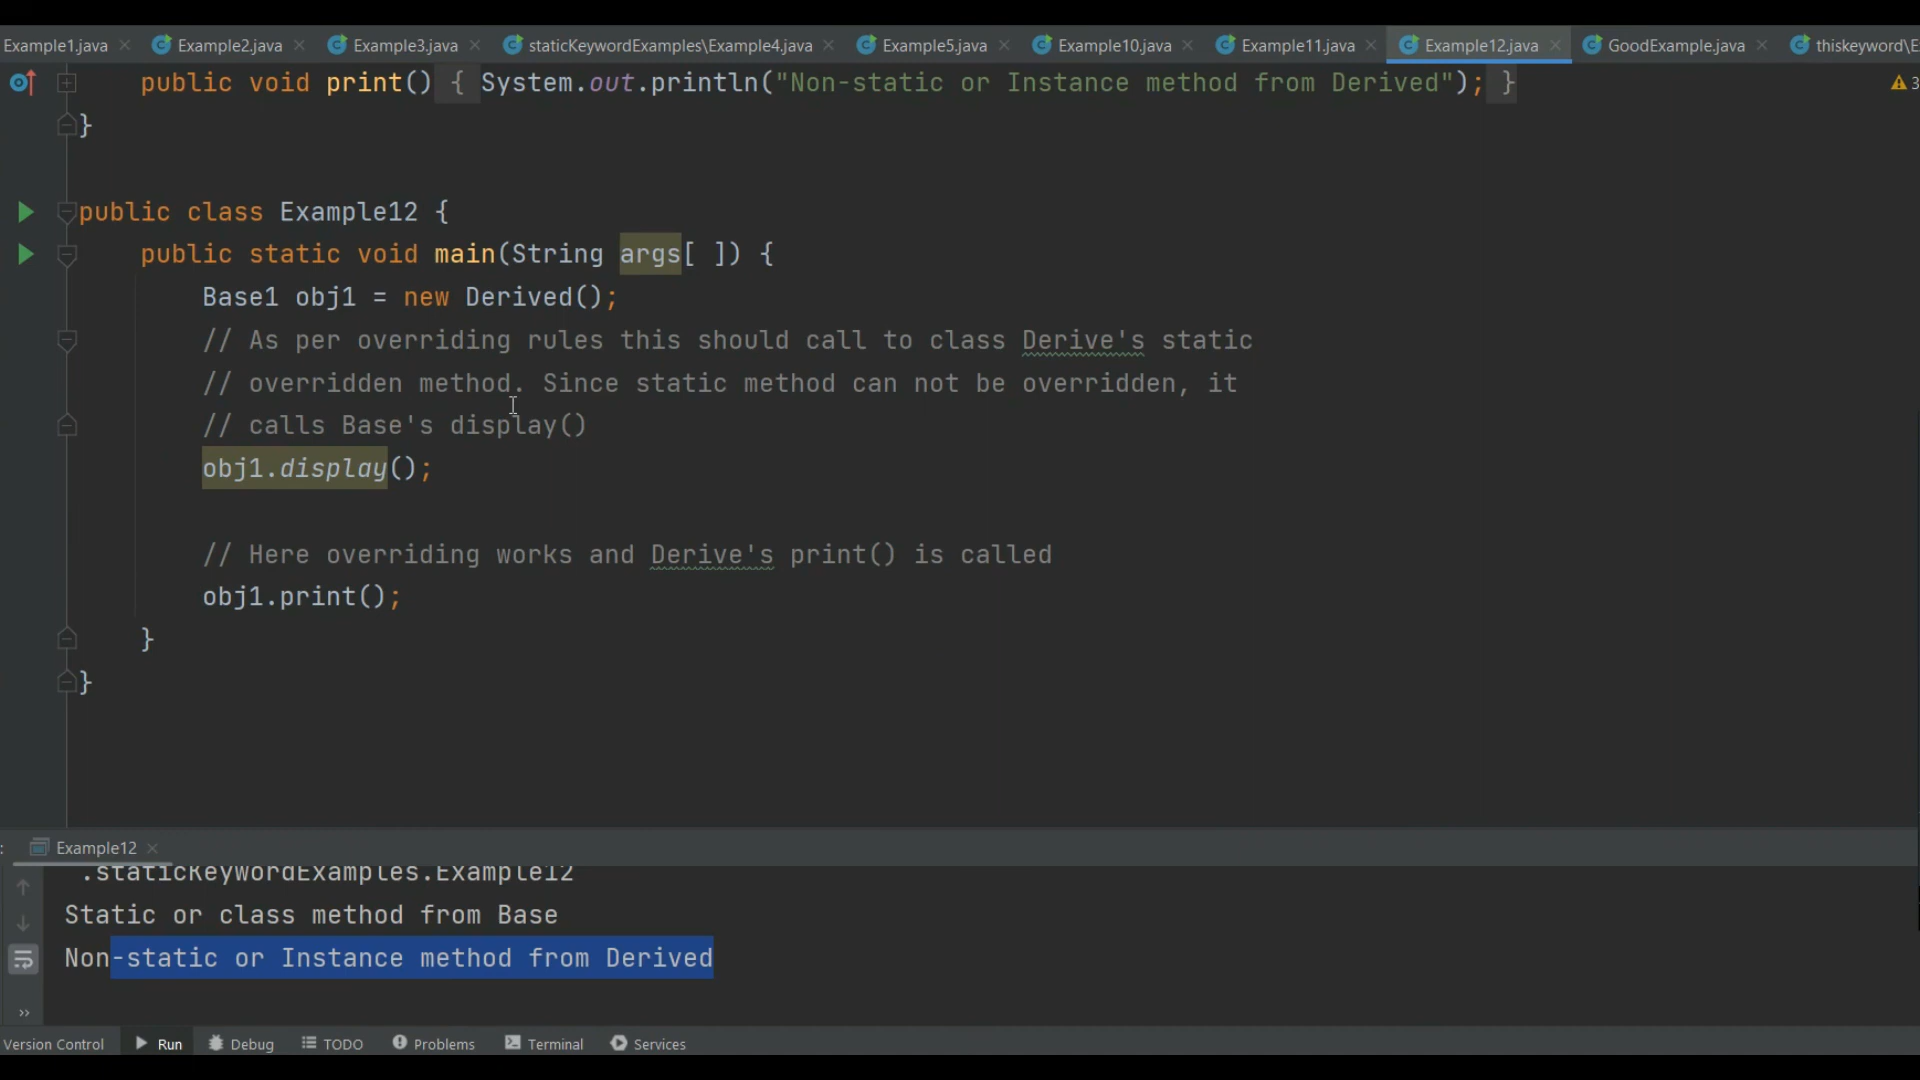 Example1.java Example2.java Example3.java staticKeywordExamples\Example4.java Example5.java Example10.java Example11.java Example12.java GoodExample.java thiskeyword\E
public void print() { System.out.println("Non-static or Instance method from Derived"); }
3
}
public class Example12 {
public static void main(String args[ ]) {
Base1 obj1 = new Derived();
// As per overriding rules this should call to class Derive's static
// overridden method. Since static method can not be overridden, it
// calls Base's display()
obj1.display();
// Here overriding works and Derive's print() is called
obj1.print();
}
}
: Example12
.staticKeywordExamples.Example12
Static or class method from Base
Non-static or Instance method from Derived
Version Control Run Debug TODO Problems Terminal Services